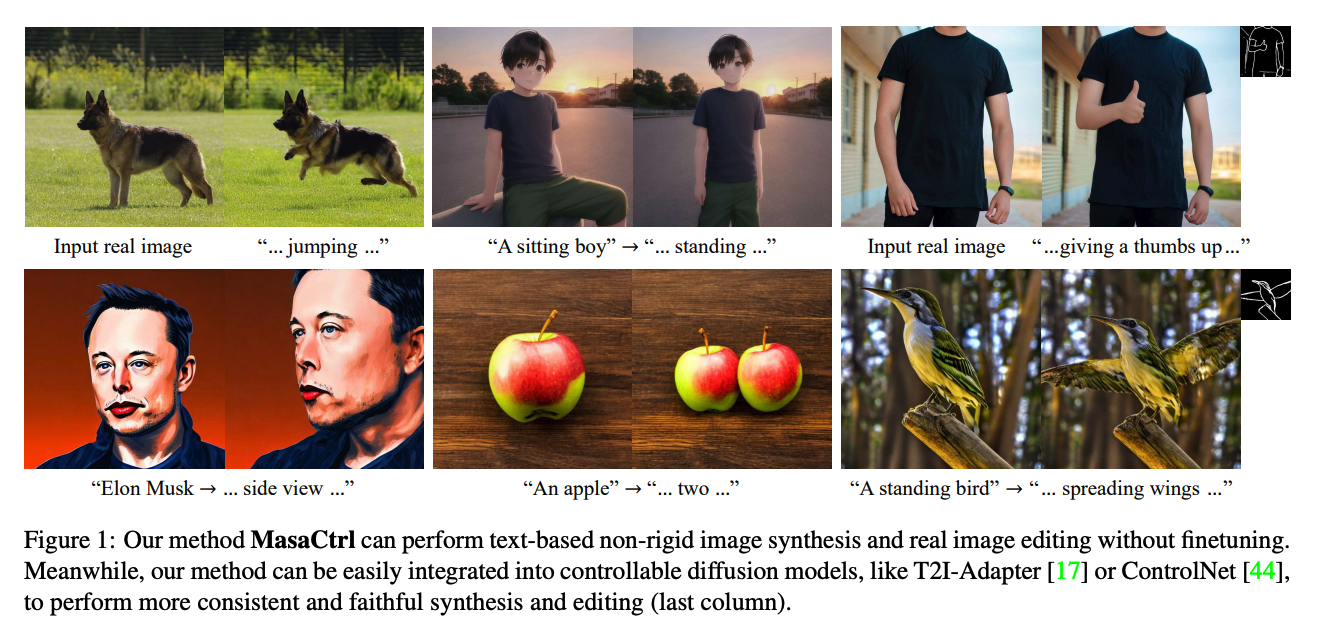 Input real image
“... jumping ...”
“A sitting boy” → “... standing ...”
Input real image
“...giving a thumbs up...”
“Elon Musk → ... side view ...”
“An apple” → “... two ...”
“A standing bird” → “... spreading wings ...”
Figure 1: Our method MasaCtrl can perform text-based non-rigid image synthesis and real image editing without finetuning.
Meanwhile, our method can be easily integrated into controllable diffusion models, like T2I-Adapter [17] or ControlNet [44],
to perform more consistent and faithful synthesis and editing (last column).